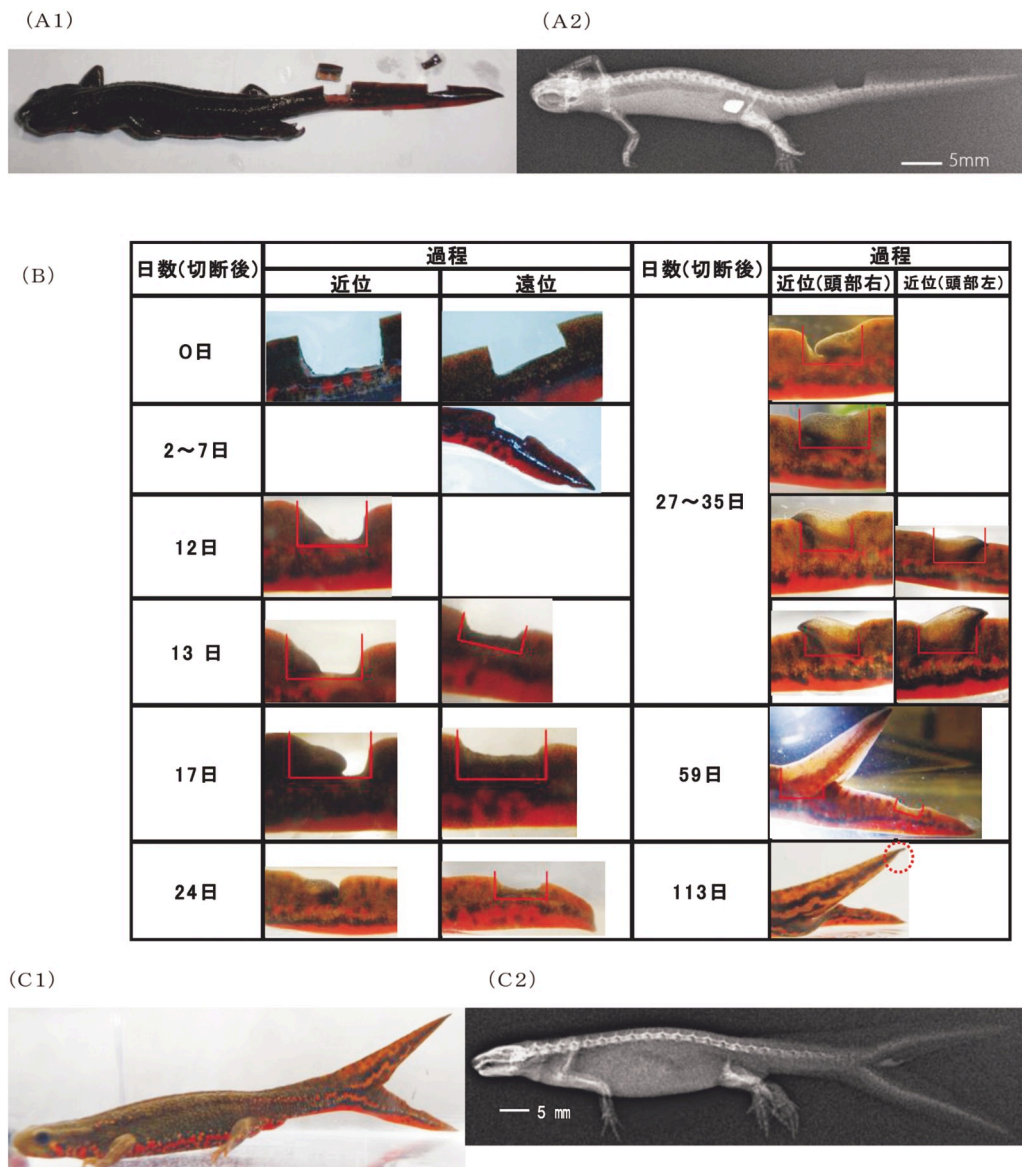 (A1)
(A2)
5mm
(B)
日数(切断後)
過程
日数(切断後)
過程
近位
遠位
近位(頭部右)
近位(頭部左)
0日
2～7日
12日
27～35日
13 日
17日
59日
24日
113日
(C1)
(C2)
5 mm